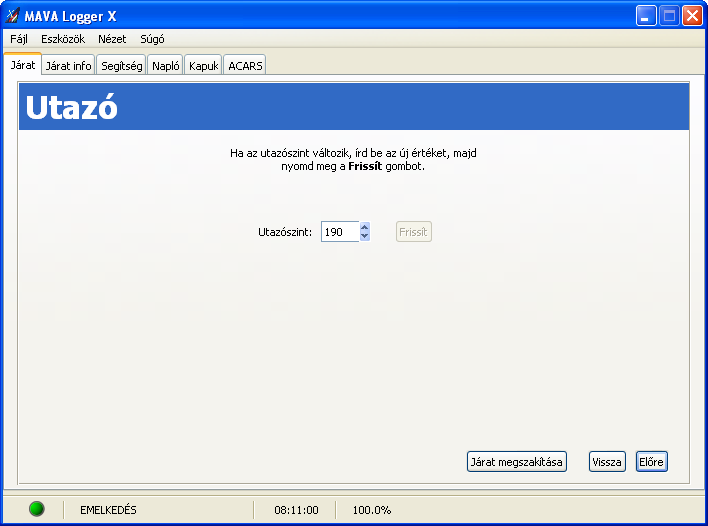 MAVA Logger X
Fájl Eszközök Nézet Súgó
Járat Járat info Segítség Napló Kapuk ACARS
Utazó
Ha az utazószint változik, írd be az új értéket, majd
nyomd meg a Frissít gombot.
Utazószint: 190 Frissít
Járat megszakítása Vissza Előre
EMELKEDÉS 08:11:00 100.0%